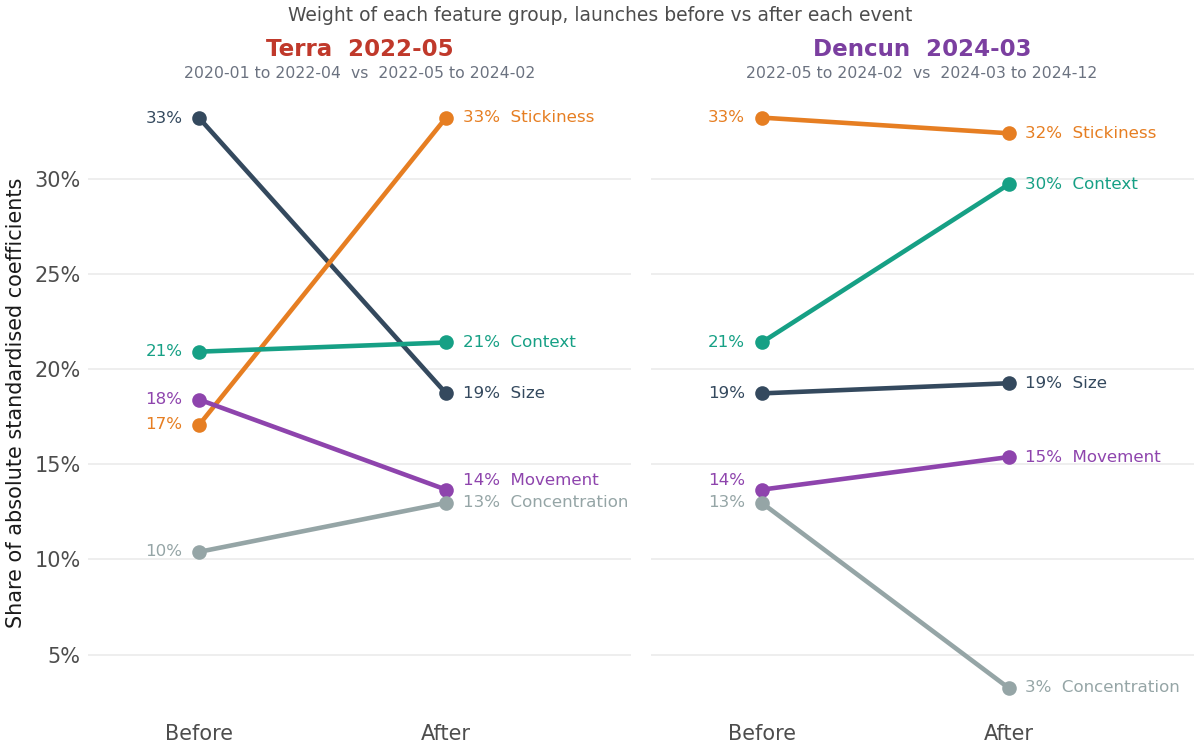 Weight of each feature group, launches before vs after each event
Terra 2022-05
2020-01 to 2022-04 vs 2022-05 to 2024-02
Share of absolute standardised coefficients
30%
25%
20%
15%
10%
5%
33%
21%
18%
17%
10%
33% Stickiness
21% Context
19% Size
14% Movement
13% Concentration
Before
After
Dencun 2024-03
2022-05 to 2024-02 vs 2024-03 to 2024-12
33%
21%
19%
14%
13%
32% Stickiness
30% Context
19% Size
15% Movement
3% Concentration
Before
After